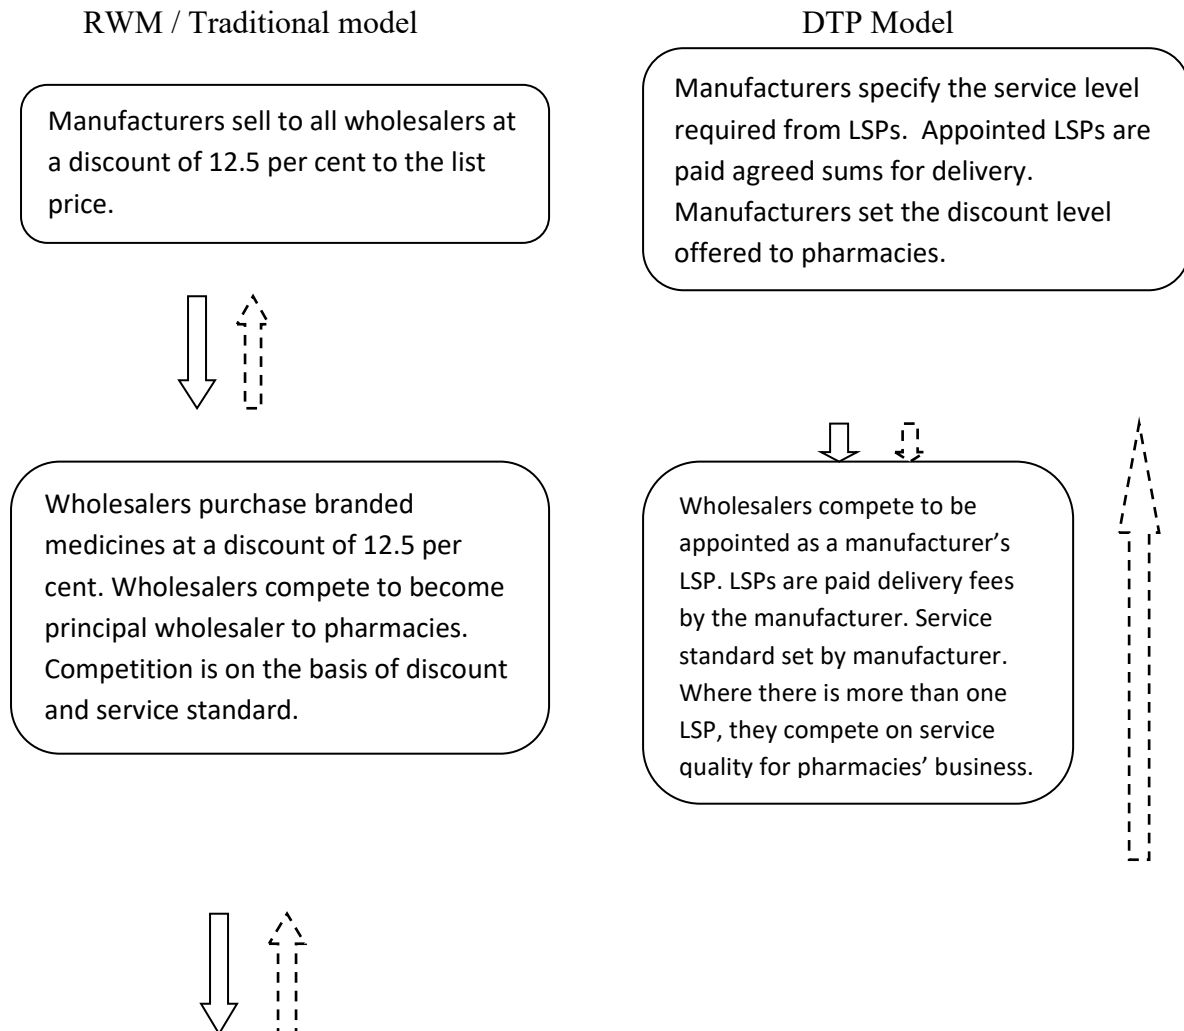 RWM / Traditional model
Manufacturers sell to all wholesalers at
a discount of 12.5 per cent to the list
price.
Wholesalers purchase branded
medicines at a discount of 12.5 per
cent. Wholesalers compete to become
principal wholesaler to pharmacies.
Competition is on the basis of discount
and service standard.
DTP Model
Manufacturers specify the service level
required from LSPs.  Appointed LSPs are
paid agreed sums for delivery.
Manufacturers set the discount level
offered to pharmacies.
Wholesalers compete to be
appointed as a manufacturer’s
LSP. LSPs are paid delivery fees
by the manufacturer. Service
standard set by manufacturer.
Where there is more than one
LSP, they compete on service
quality for pharmacies’ business.